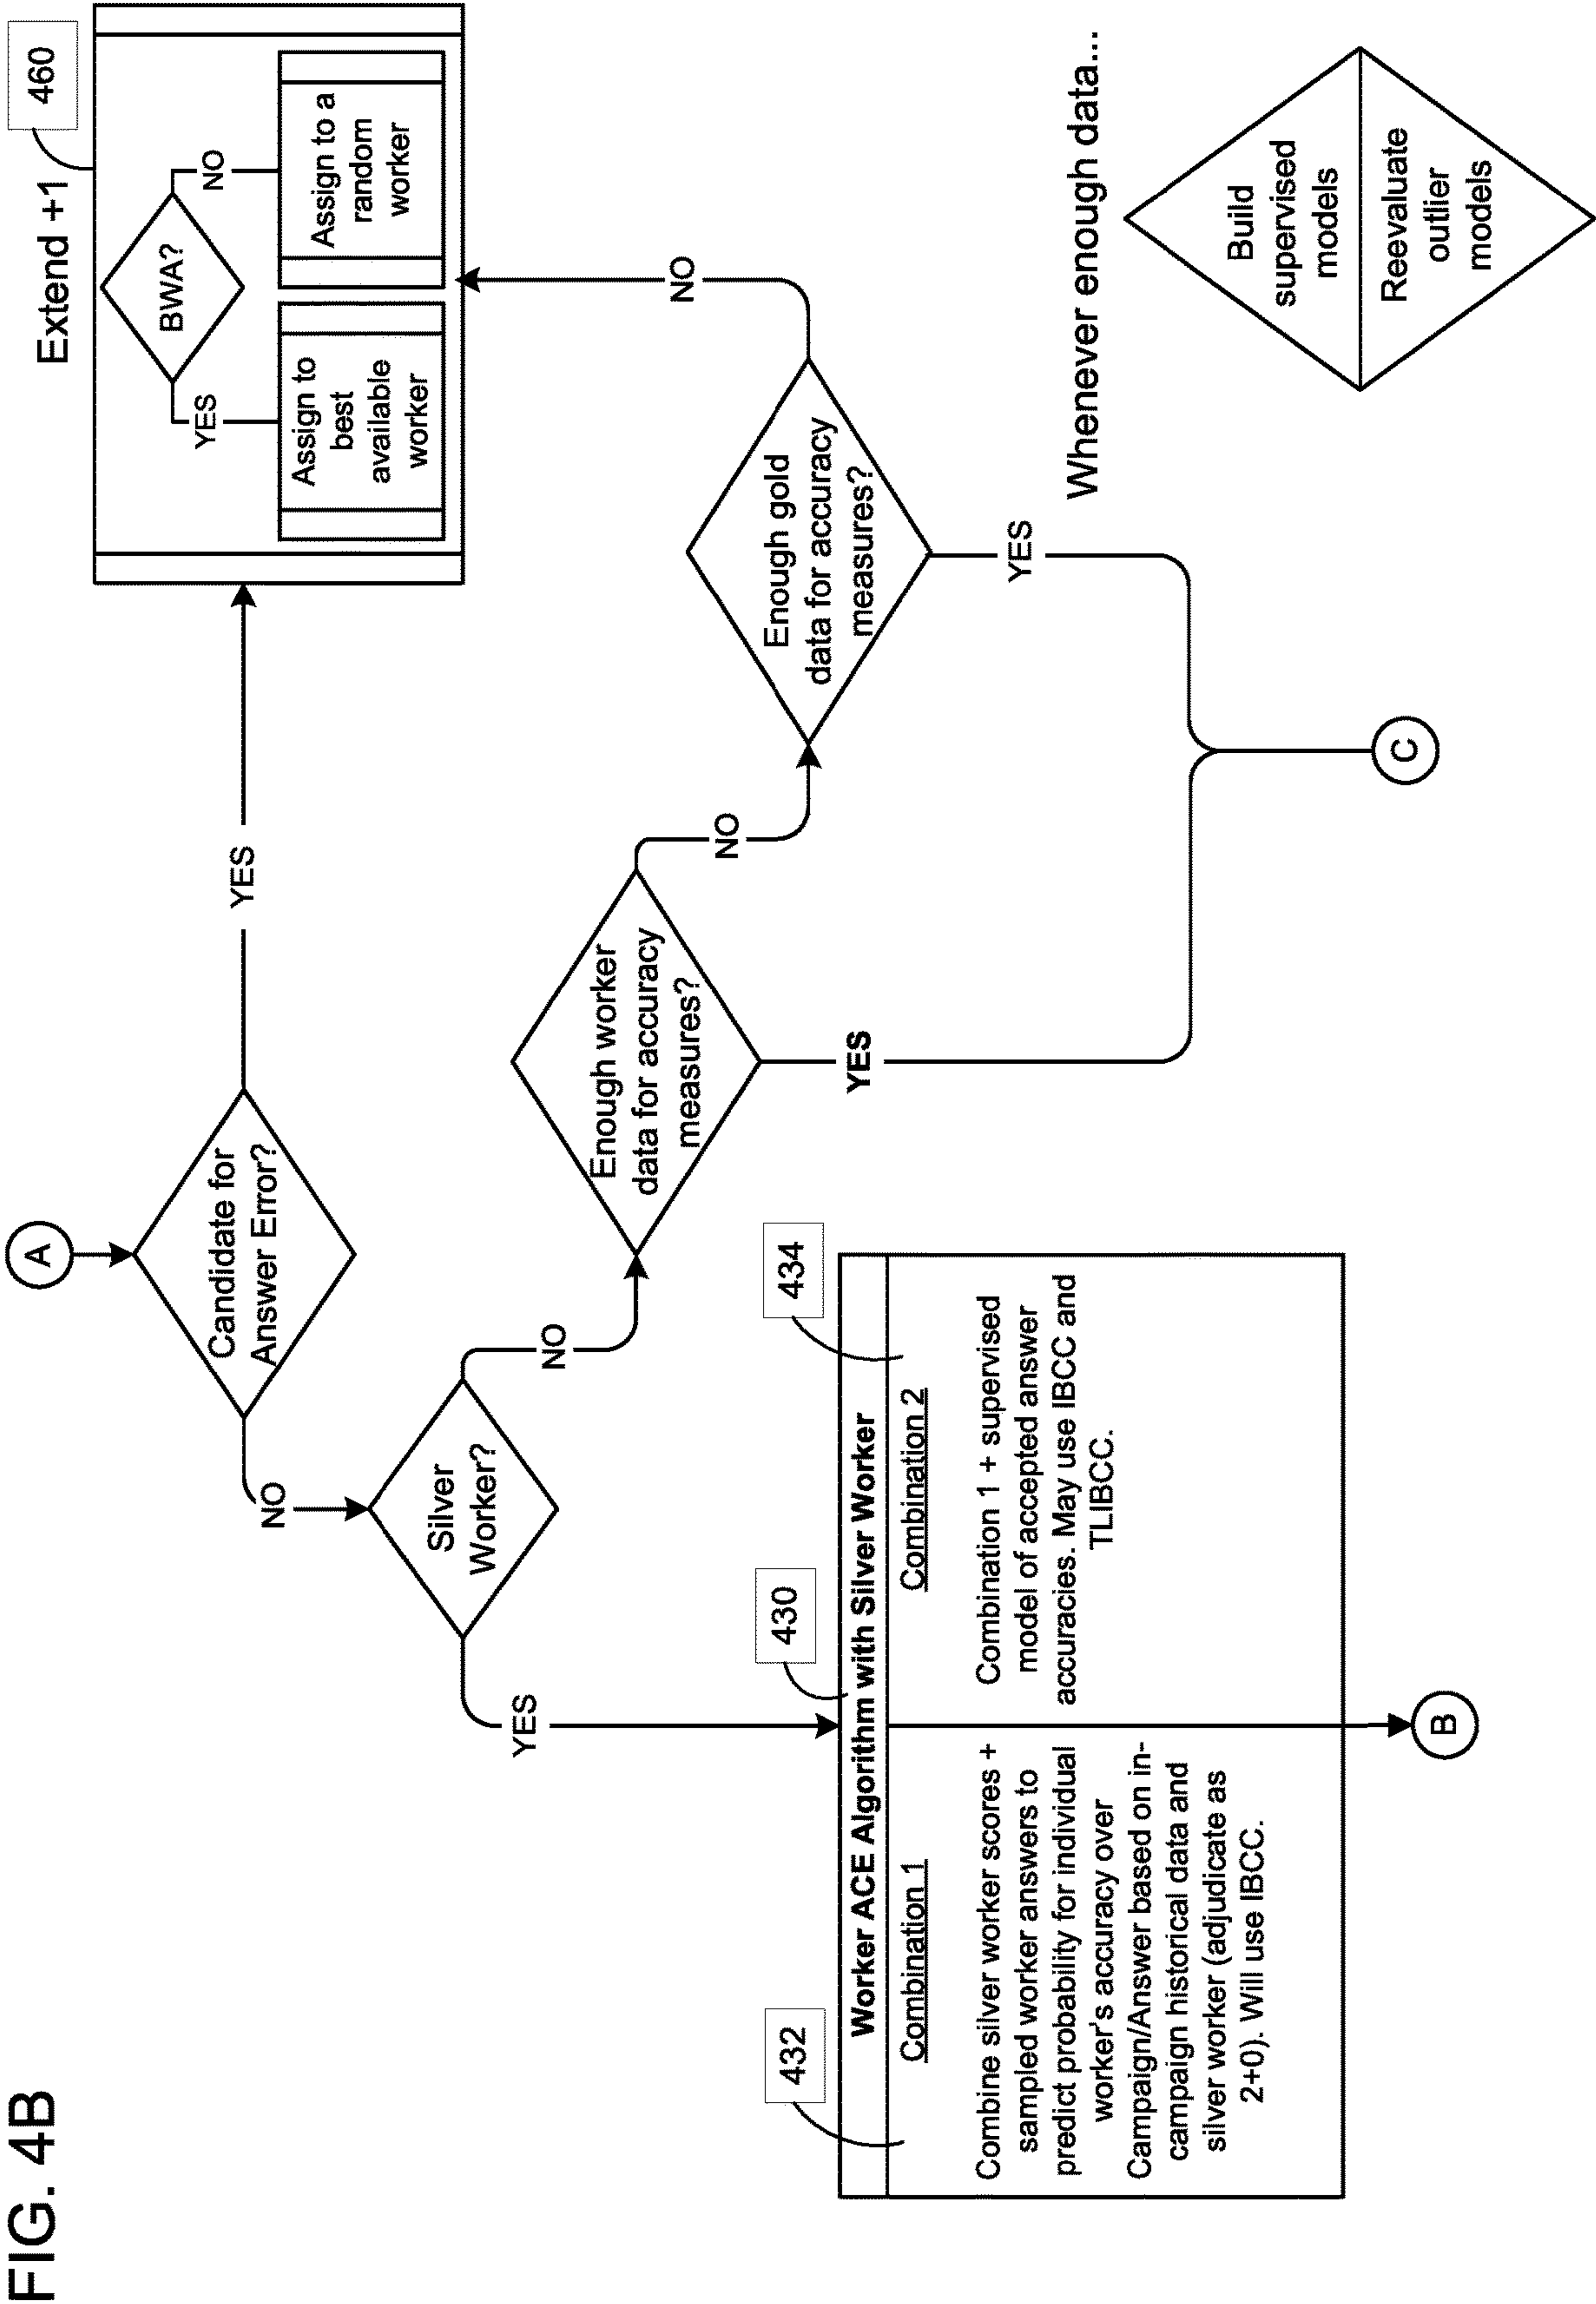 FIG. 4B
A
Candidate for
Answer Error?
YES
NO
Extend +1
460
BWA?
YES
NO
Assign to
best
available
worker
Assign to a
random
worker
Silver
Worker?
YES
NO
Enough worker
data for accuracy
measures?
NO
YES
Enough gold
data for accuracy
measures?
NO
YES
C
430
Worker ACE Algorithm with Silver Worker
432
Combination 1
Combine silver worker scores +
sampled worker answers to
predict probability for individual
worker's accuracy over
Campaign/Answer based on in-
campaign historical data and
silver worker (adjudicate as
2+0). Will use IBCC.
434
Combination 2
Combination 1 + supervised
model of accepted answer
accuracies. May use IBCC and
TLIBCC.
B
Whenever enough data...
Build
supervised
models
Reevaluate
outlier
models